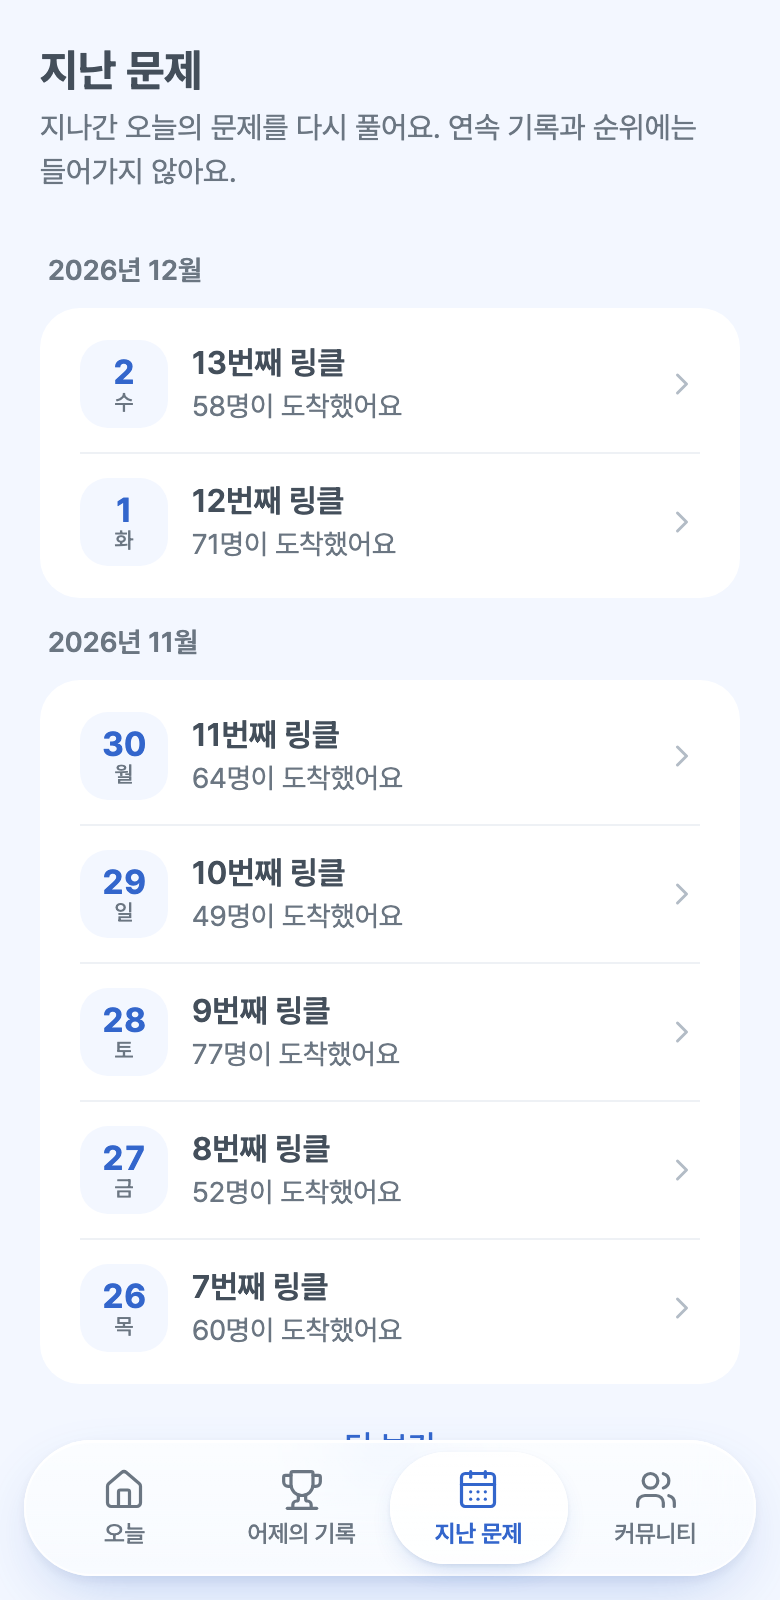 지난 문제
지나간 오늘의 문제를 다시 풀어요. 연속 기록과 순위에는
들어가지 않아요.
2026년 12월
2
수
13번째 링클
58명이 도착했어요
1
화
12번째 링클
71명이 도착했어요
2026년 11월
30
월
11번째 링클
64명이 도착했어요
29
일
10번째 링클
49명이 도착했어요
28
토
9번째 링클
77명이 도착했어요
27
금
8번째 링클
52명이 도착했어요
26
목
7번째 링클
60명이 도착했어요
오늘
어제의 기록
지난 문제
커뮤니티